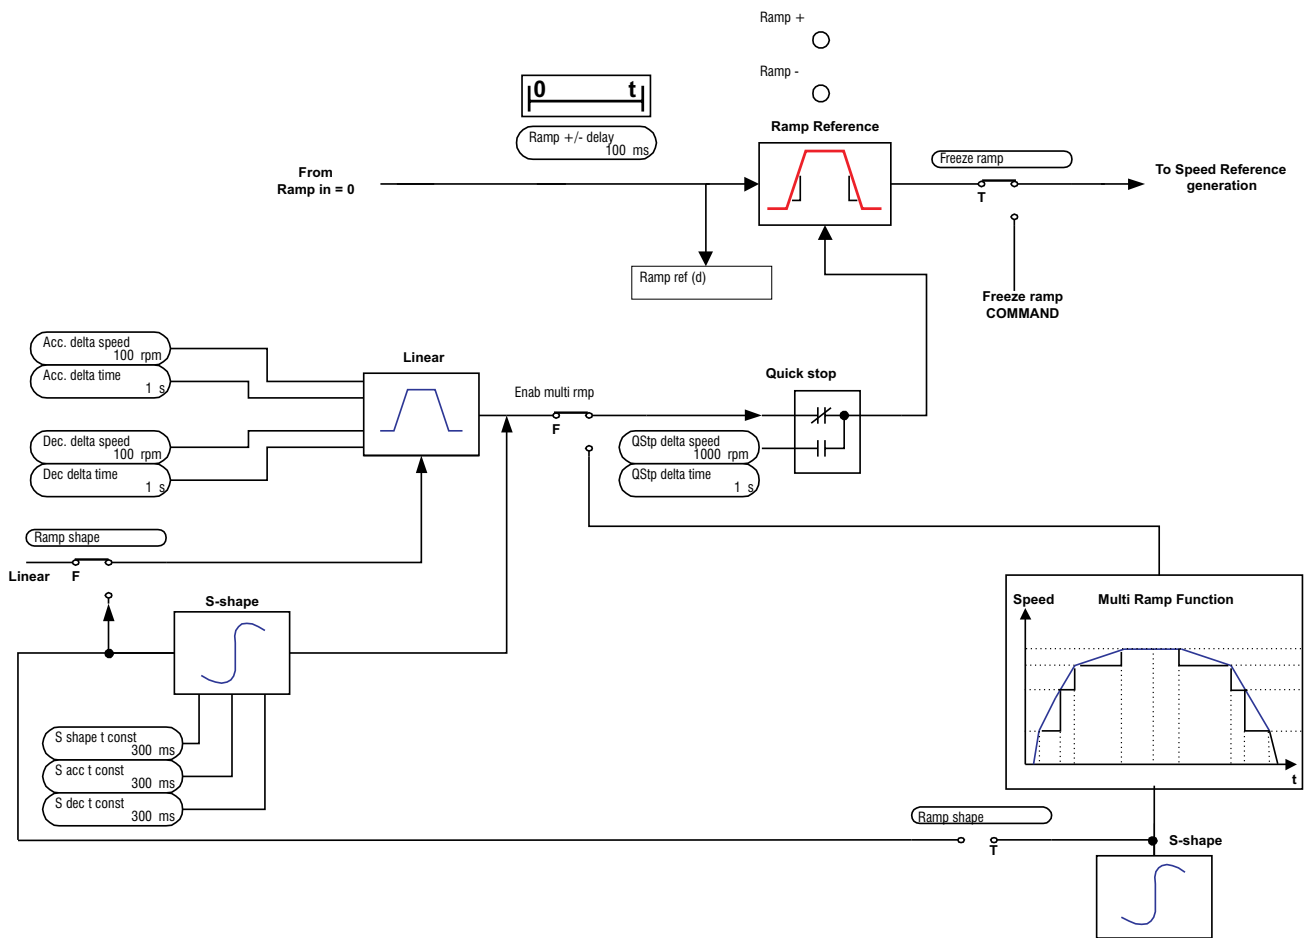 Ramp +
Ramp -
0 t
Ramp +/- delay
100 ms
Ramp Reference
Freeze ramp
From
Ramp in = 0
T
To Speed Reference
generation
Ramp ref (d)
Freeze ramp
COMMAND
Acc. delta speed
100 rpm
Acc. delta time
1 s
Linear
Enab multi rmp
F
Quick stop
Dec. delta speed
100 rpm
Dec delta time
1 s
QStp delta speed
1000 rpm
QStp delta time
1 s
Ramp shape
Linear F
S-shape
Speed Multi Ramp Function
t
S shape t const
300 ms
S acc t const
300 ms
S dec t const
300 ms
Ramp shape
T
S-shape